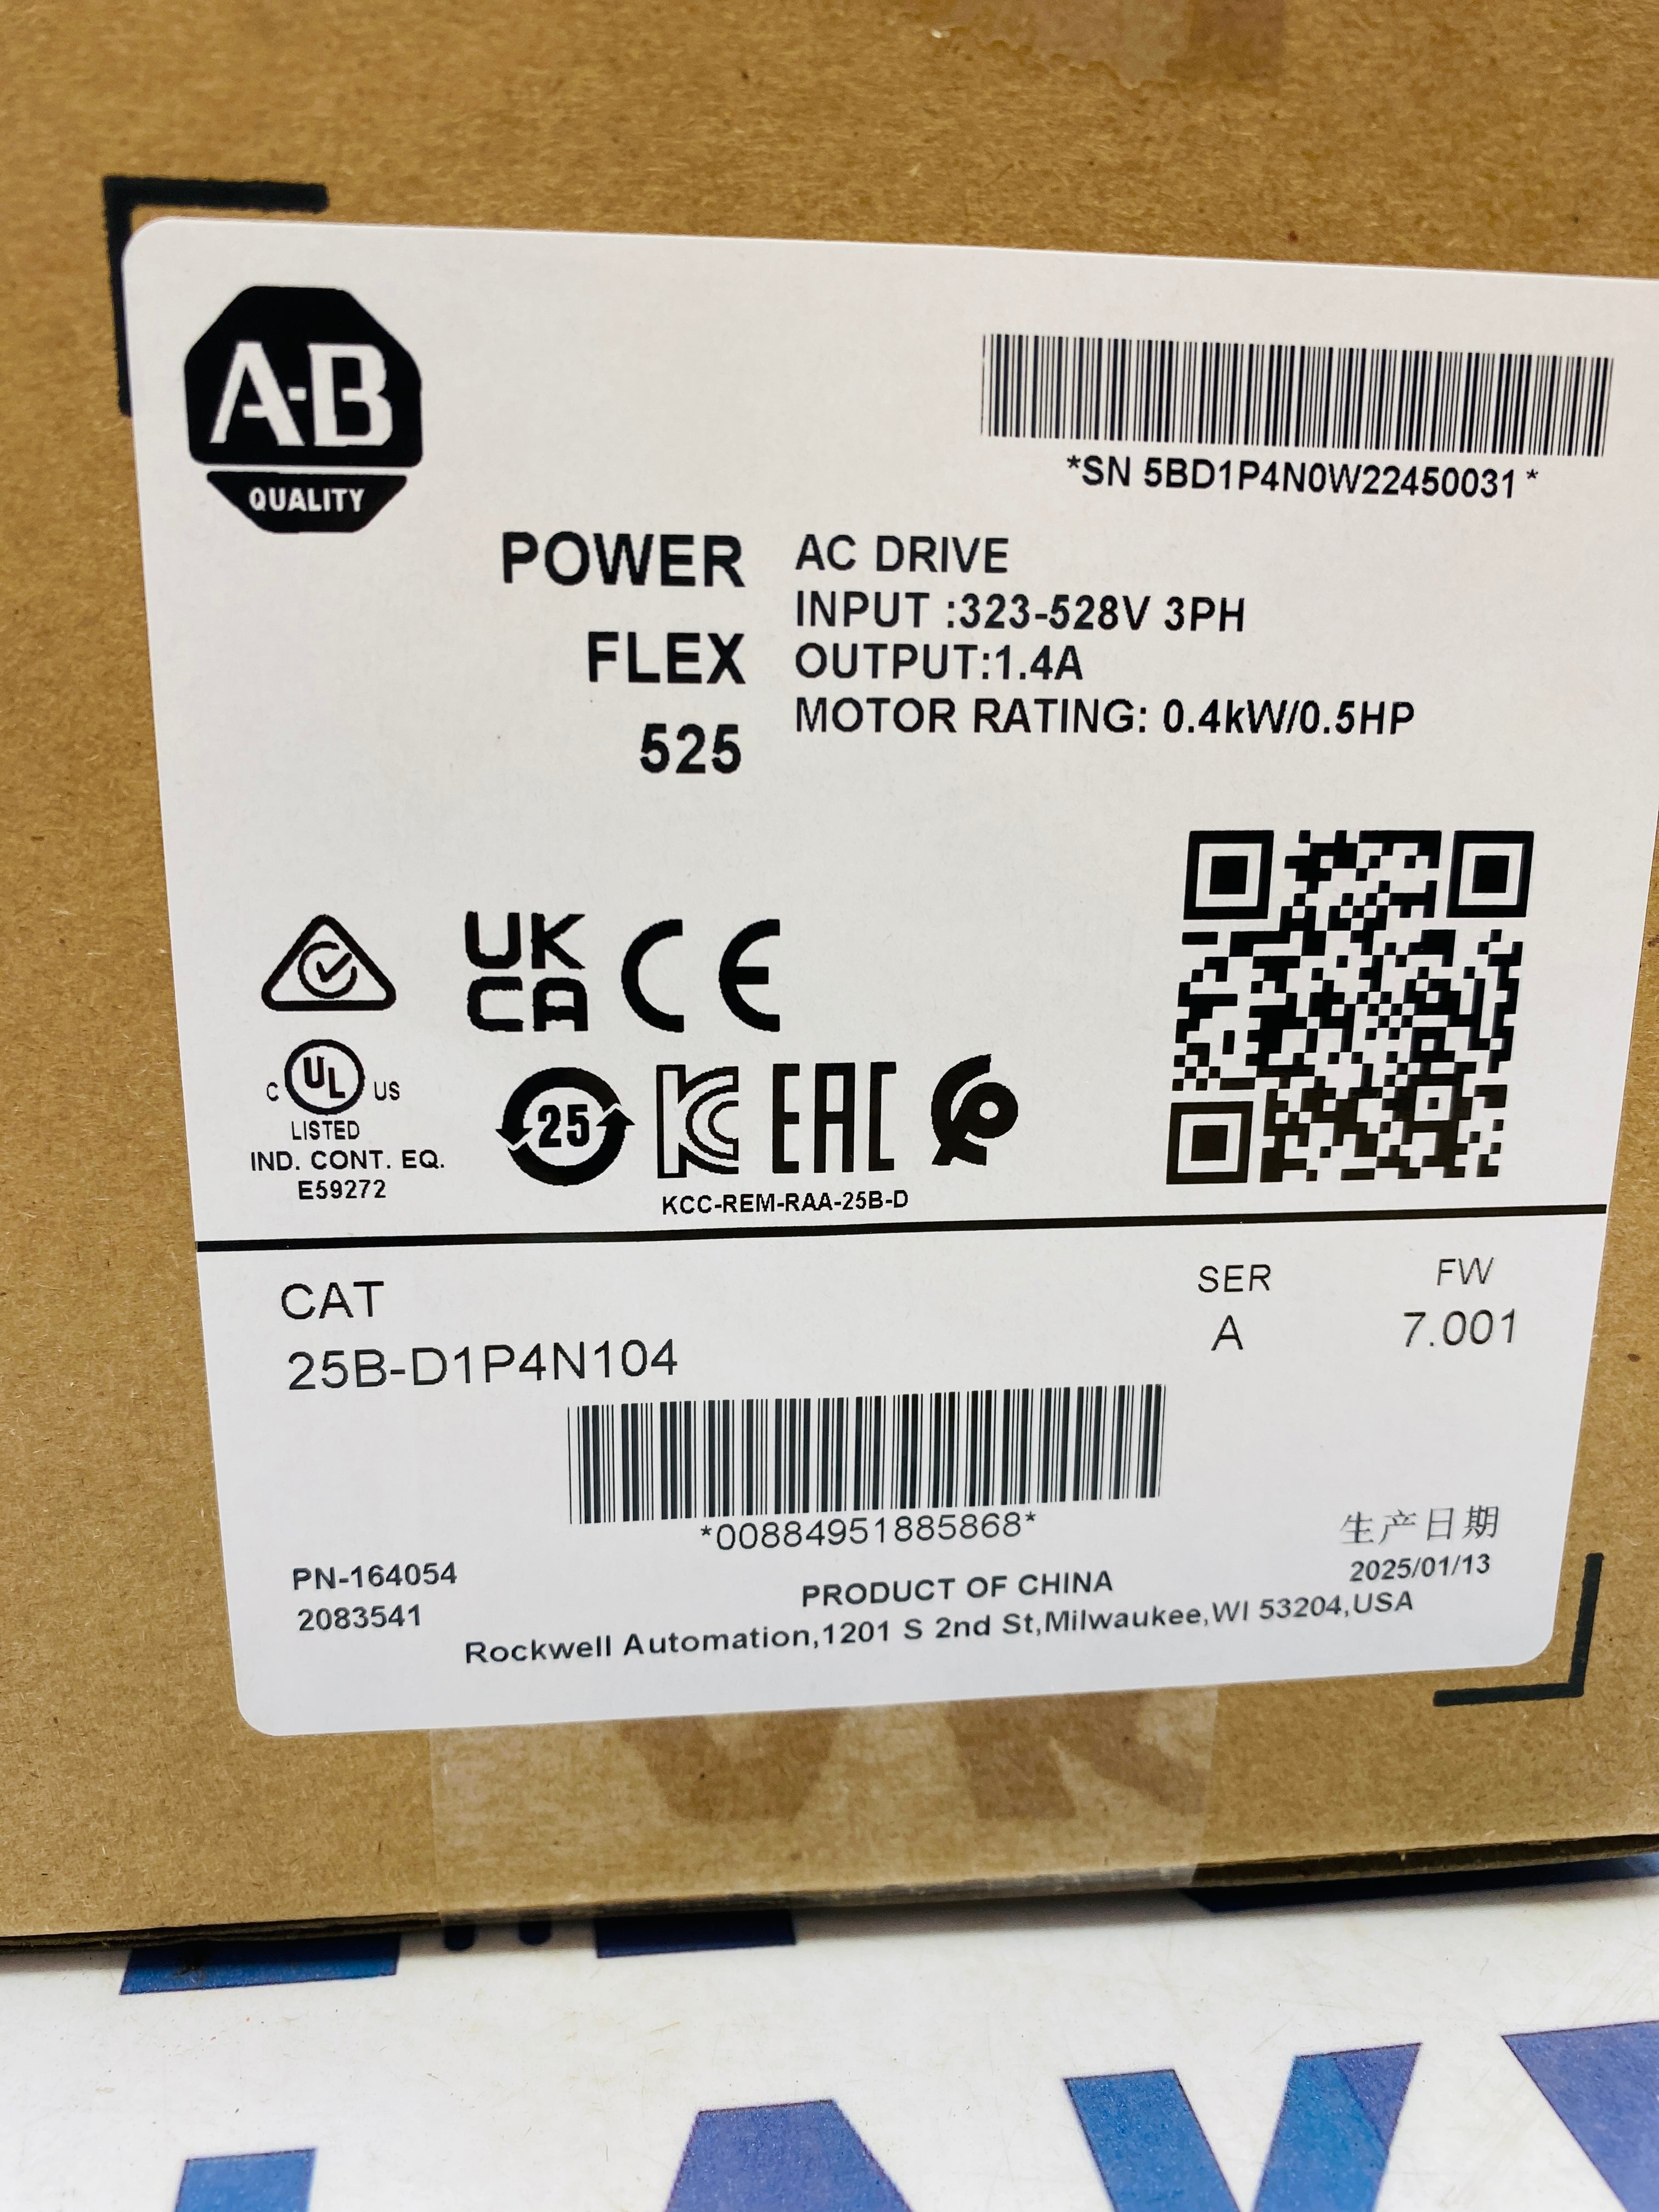 A-B
QUALITY
*SN 5BD1P4N0W22450031*
POWER
FLEX
525
AC DRIVE
INPUT :323-528V 3PH
OUTPUT:1.4A
MOTOR RATING: 0.4kW/0.5HP
UK
CA
CE
C UL US
LISTED
IND. CONT. EQ.
E59272
25
KC
EAC
KCC-REM-RAA-25B-D
CAT
25B-D1P4N104
SER
A
FW
7.001
*00884951885868*
生产日期
2025/01/13
PN-164054
2083541
PRODUCT OF CHINA
Rockwell Automation,1201 S 2nd St,Milwaukee,WI 53204,USA